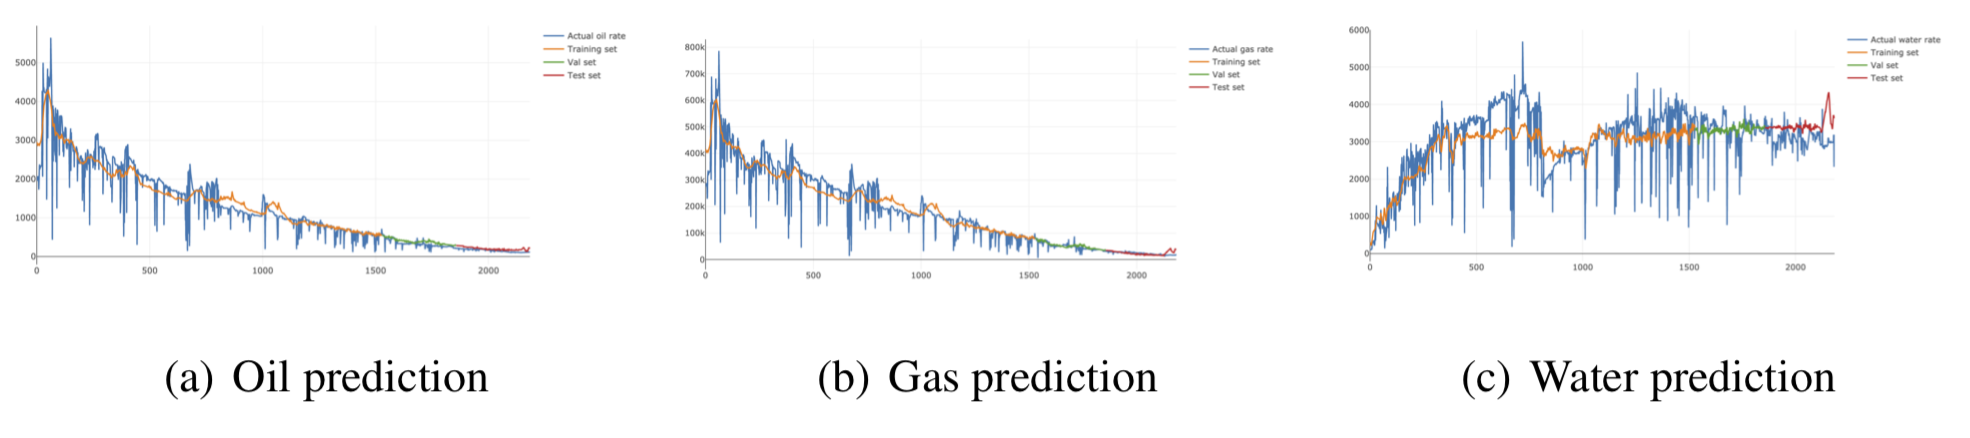 Actual oil rate
Training set
Val set
Test set
5000
4000
3000
2000
1000
0
0 500 1000 1500 2000
(a) Oil prediction
Actual gas rate
Training set
Val set
Test set
800k
700k
600k
500k
400k
300k
200k
100k
0
0 500 1000 1500 2000
(b) Gas prediction
Actual water rate
Training set
Val set
Test set
6000
5000
4000
3000
2000
1000
0
0 500 1000 1500 2000
(c) Water prediction